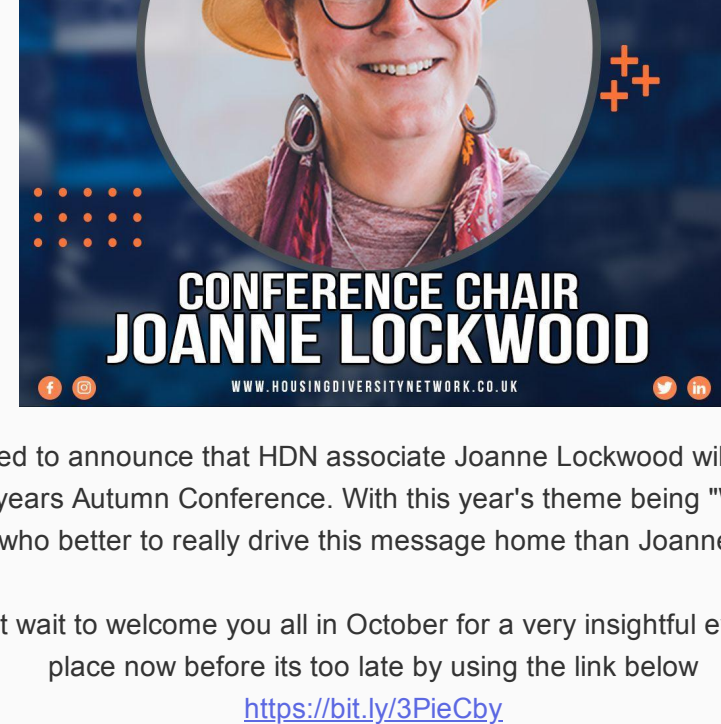 CONFERENCE CHAIR
JOANNE LOCKWOOD
WWW.HOUSINGDIVERSITYNETWORK.CO.UK
ed to announce that HDN associate Joanne Lockwood wil
years Autumn Conference. With this year's theme being "
who better to really drive this message home than Joanne
t wait to welcome you all in October for a very insightful e
place now before its too late by using the link below
https://bit.ly/3PieCby